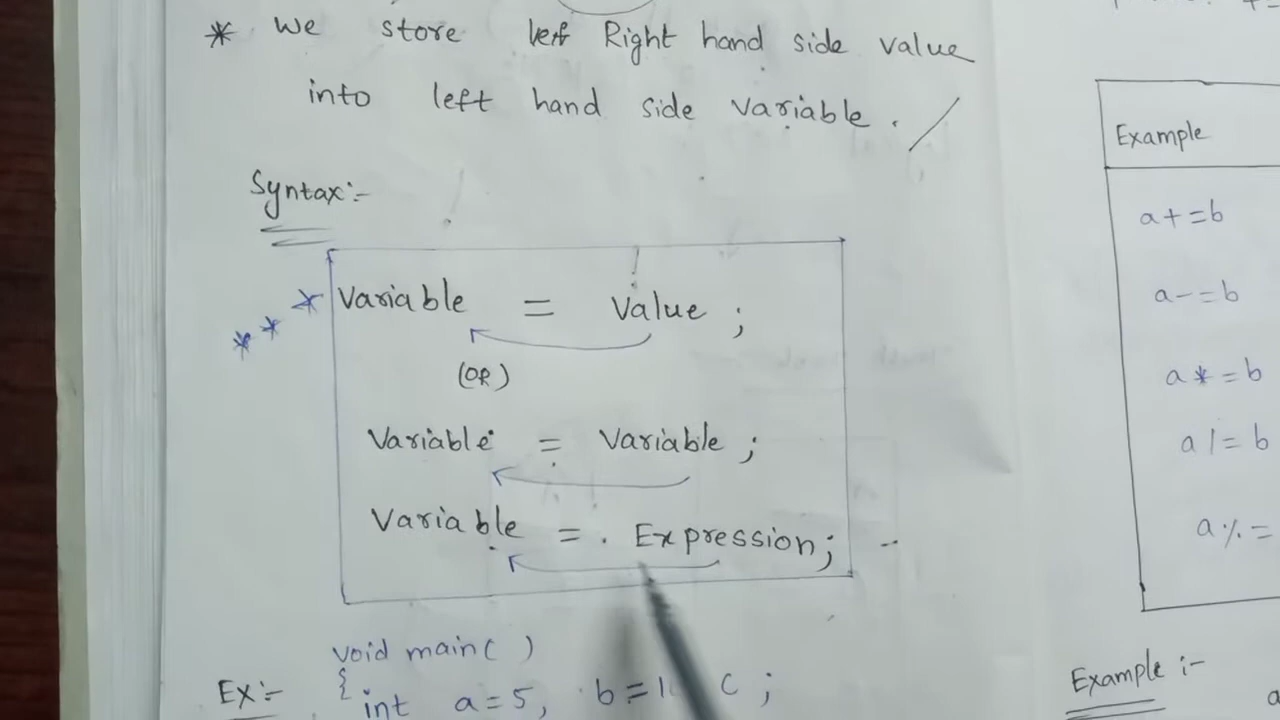 * We store left Right hand side value
into left hand side variable.
Syntax:-
*** Variable = Value ;
(OR)
Variable = Variable ;
Variable = Expression;
Ex:- void main( )
{ int a=5, b=1 c ;
Example
a+=b
a-=b
a*=b
a/=b
a%=
Example :-
a